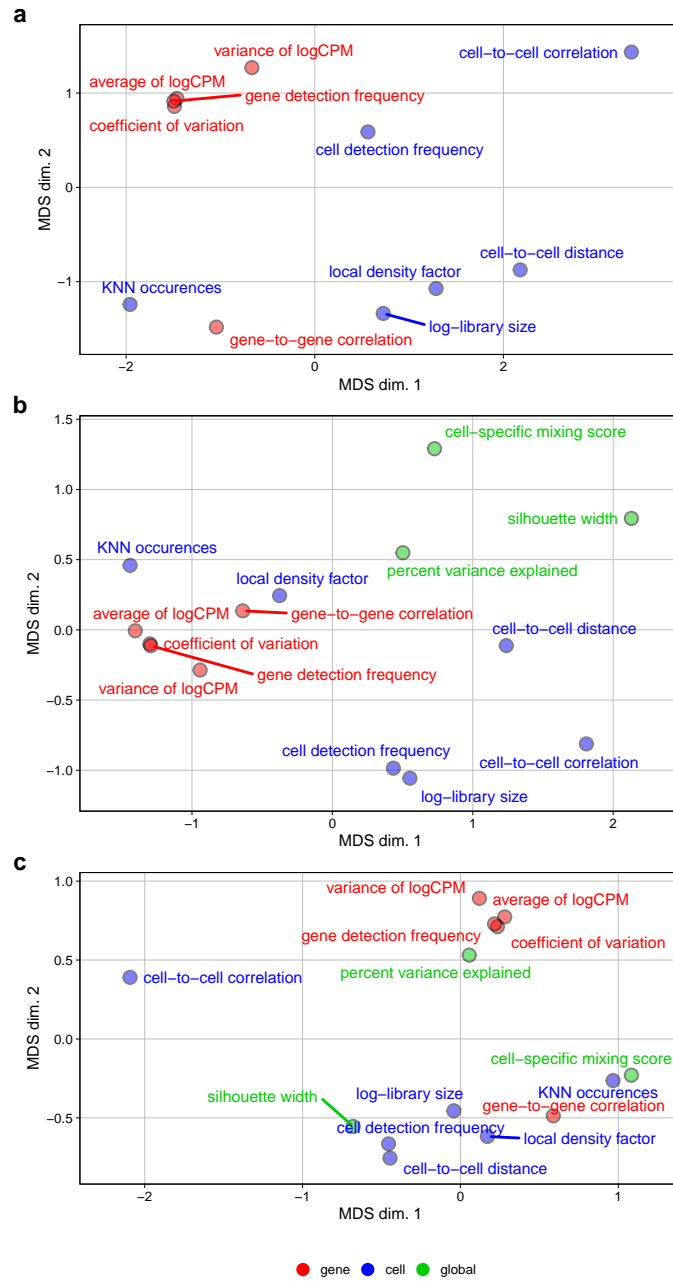 a
variance of logCPM
cell−to−cell correlation
average of logCPM
gene detection frequency
coefficient of variation
cell detection frequency
cell−to−cell distance
local density factor
KNN occurences
log−library size
gene−to−gene correlation
1
0
−1
MDS dim. 2
−2
0
2
MDS dim. 1
b
cell−specific mixing score
silhouette width
KNN occurences
percent variance explained
local density factor
average of logCPM
gene−to−gene correlation
coefficient of variation
cell−to−cell distance
gene detection frequency
variance of logCPM
cell detection frequency
cell−to−cell correlation
log−library size
1.5
1.0
0.5
0.0
−0.5
−1.0
MDS dim. 2
−1
0
1
2
MDS dim. 1
c
variance of logCPM
average of logCPM
gene detection frequency
coefficient of variation
percent variance explained
cell−to−cell correlation
cell−specific mixing score
silhouette width
log−library size
KNN occurences
gene−to−gene correlation
cell detection frequency
local density factor
cell−to−cell distance
1.0
0.5
0.0
−0.5
MDS dim. 2
−2
−1
0
1
MDS dim. 1
gene cell global